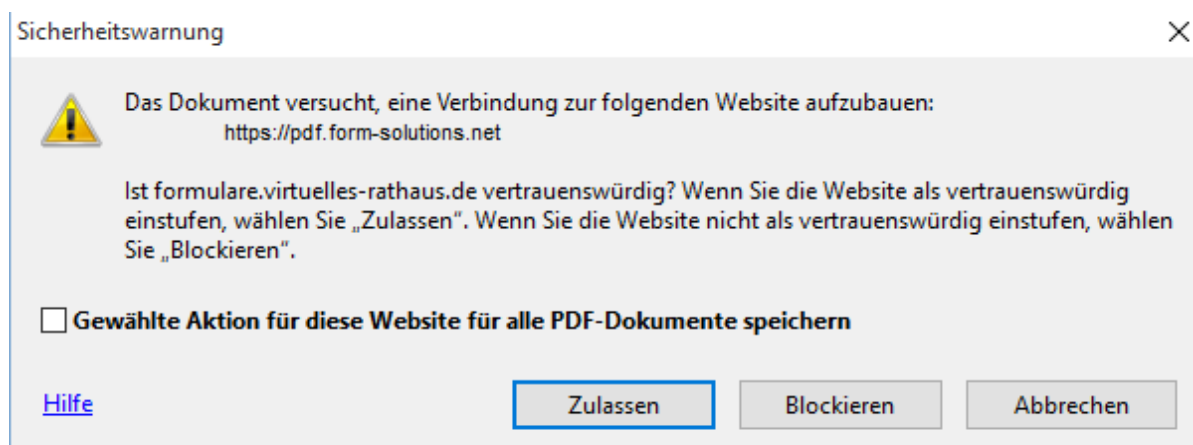 Sicherheitswarnung
Das Dokument versucht, eine Verbindung zur folgenden Website aufzubauen:
https://pdf.form-solutions.net
Ist formulare.virtuelles-rathaus.de vertrauenswürdig? Wenn Sie die Website als vertrauenswürdig
einstufen, wählen Sie „Zulassen“. Wenn Sie die Website nicht als vertrauenswürdig einstufen, wählen
Sie „Blockieren“.
Gewählte Aktion für diese Website für alle PDF-Dokumente speichern
Hilfe Zulassen Blockieren Abbrechen